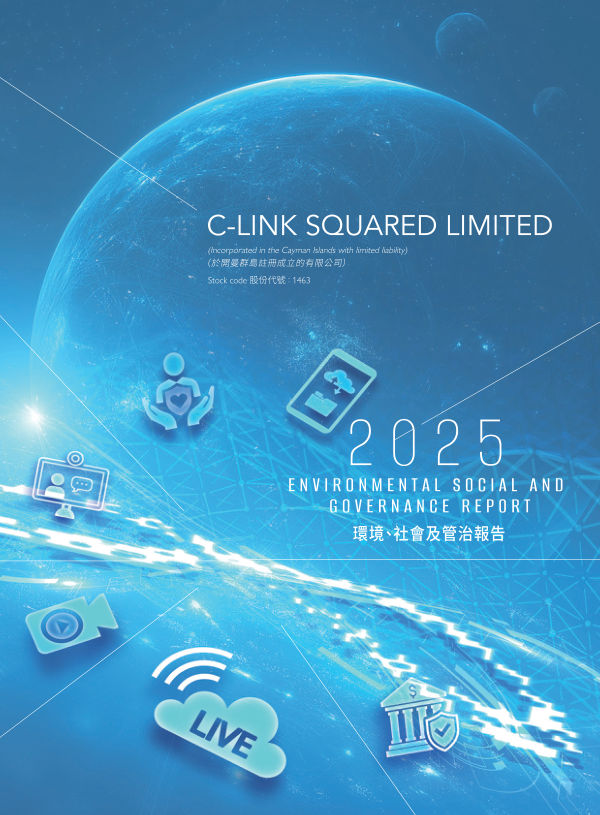 C-LINK SQUARED LIMITED
(Incorporated in the Cayman Islands with limited liability)
(於開曼群島註冊成立的有限公司)
Stock code 股份代號：1463
2025
ENVIRONMENTAL SOCIAL AND
GOVERNANCE REPORT
環境、社會及管治報告
LIVE
$